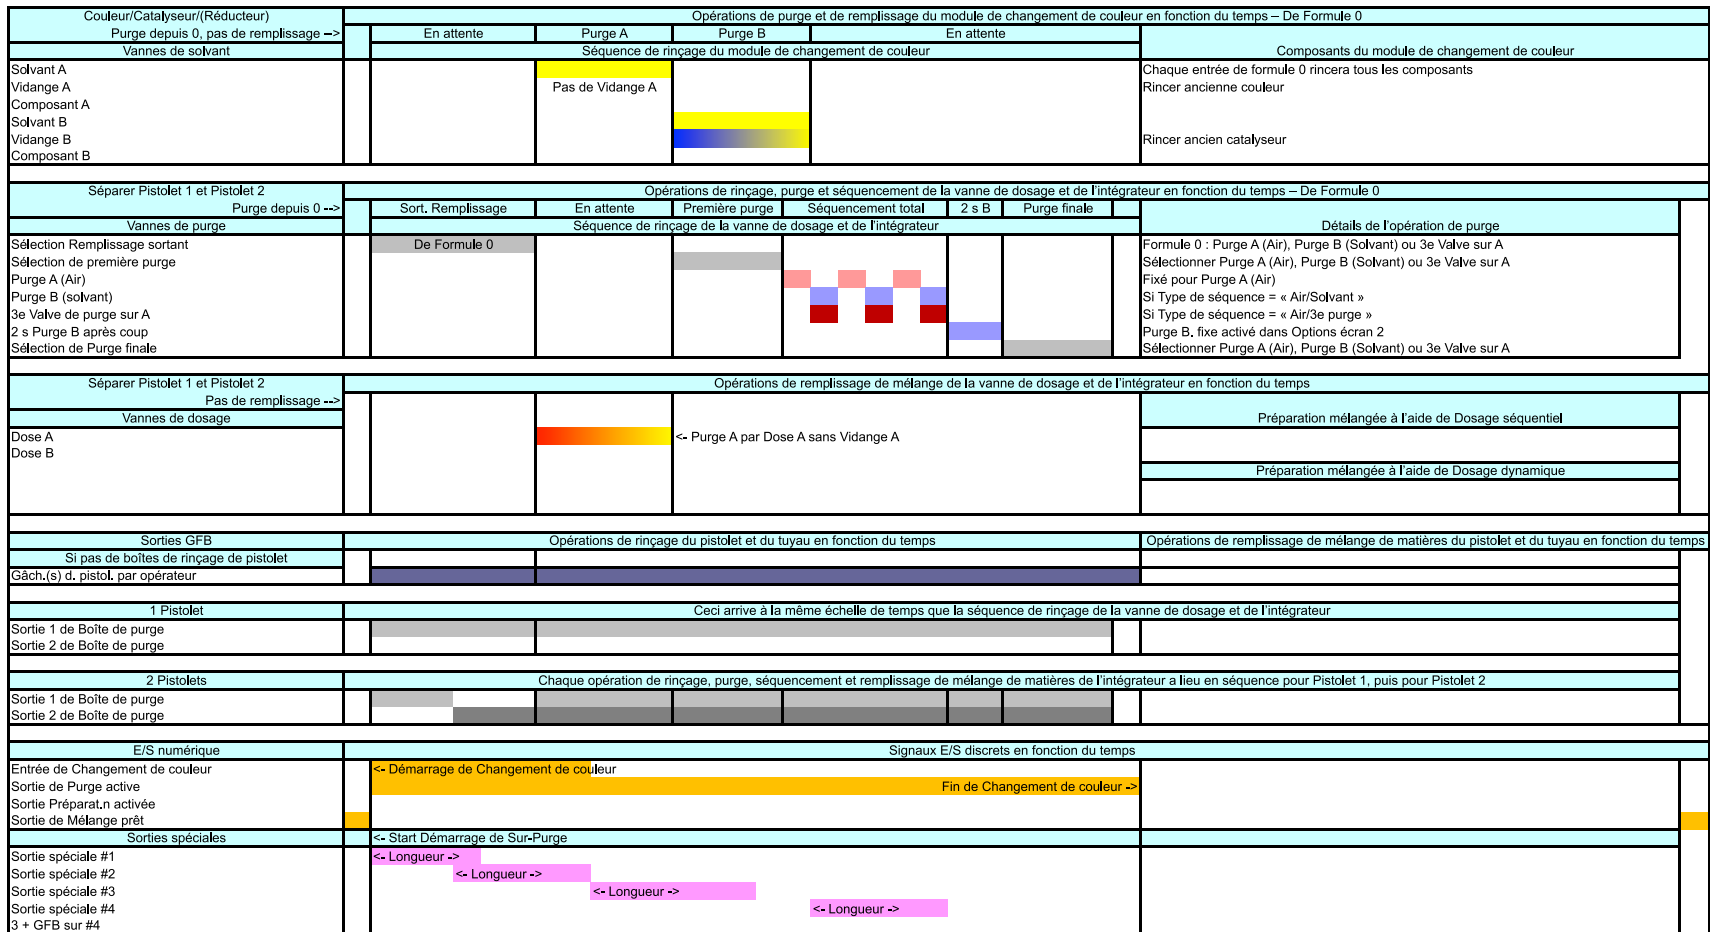 Couleur/Catalyseur/(Réducteur)
Opérations de purge et de remplissage du module de changement de couleur en fonction du temps – De Formule 0
Purge depuis 0, pas de remplissage -->
En attente
Purge A
Purge B
En attente
Vannes de solvant
Séquence de rinçage du module de changement de couleur
Composants du module de changement de couleur
Solvant A
Chaque entrée de formule 0 rincera tous les composants
Vidange A
Pas de Vidange A
Rincer ancienne couleur
Composant A
Solvant B
Vidange B
Rincer ancien catalyseur
Composant B
Séparer Pistolet 1 et Pistolet 2
Opérations de rinçage, purge et séquencement de la vanne de dosage et de l'intégrateur en fonction du temps – De Formule 0
Purge depuis 0 -->
Sort. Remplissage
En attente
Première purge
Séquencement total
2 s B
Purge finale
Vannes de purge
Séquence de rinçage de la vanne de dosage et de l'intégrateur
Détails de l'opération de purge
Sélection Remplissage sortant
De Formule 0
Formule 0 : Purge A (Air), Purge B (Solvant) ou 3e Valve sur A
Sélection de première purge
Sélectionner Purge A (Air), Purge B (Solvant) ou 3e Valve sur A
Purge A (Air)
Fixé pour Purge A (Air)
Purge B (solvant)
Si Type de séquence = « Air/Solvant »
3e Valve de purge sur A
Si Type de séquence = « Air/3e purge »
2 s Purge B après coup
Purge B. fixe activé dans Options écran 2
Sélection de Purge finale
Sélectionner Purge A (Air), Purge B (Solvant) ou 3e Valve sur A
Séparer Pistolet 1 et Pistolet 2
Opérations de remplissage de mélange de la vanne de dosage et de l'intégrateur en fonction du temps
Pas de remplissage -->
Vannes de dosage
Préparation mélangée à l'aide de Dosage séquentiel
Dose A
<- Purge A par Dose A sans Vidange A
Dose B
Préparation mélangée à l'aide de Dosage dynamique
Sorties GFB
Opérations de rinçage du pistolet et du tuyau en fonction du temps
Opérations de remplissage de mélange de matières du pistolet et du tuyau en fonction du temps
Si pas de boîtes de rinçage de pistolet
Gâch.(s) d. pistol. par opérateur
1 Pistolet
Ceci arrive à la même échelle de temps que la séquence de rinçage de la vanne de dosage et de l'intégrateur
Sortie 1 de Boîte de purge
Sortie 2 de Boîte de purge
2 Pistolets
Chaque opération de rinçage, purge, séquencement et remplissage de mélange de matières de l'intégrateur a lieu en séquence pour Pistolet 1, puis pour Pistolet 2
Sortie 1 de Boîte de purge
Sortie 2 de Boîte de purge
E/S numérique
Signaux E/S discrets en fonction du temps
Entrée de Changement de couleur
<- Démarrage de Changement de couleur
Sortie de Purge active
Fin de Changement de couleur ->
Sortie Préparat.n activée
Sortie de Mélange prêt
Sorties spéciales
<- Start Démarrage de Sur-Purge
Sortie spéciale #1
<- Longueur ->
Sortie spéciale #2
<- Longueur ->
Sortie spéciale #3
<- Longueur ->
Sortie spéciale #4
<- Longueur ->
3 + GFB sur #4